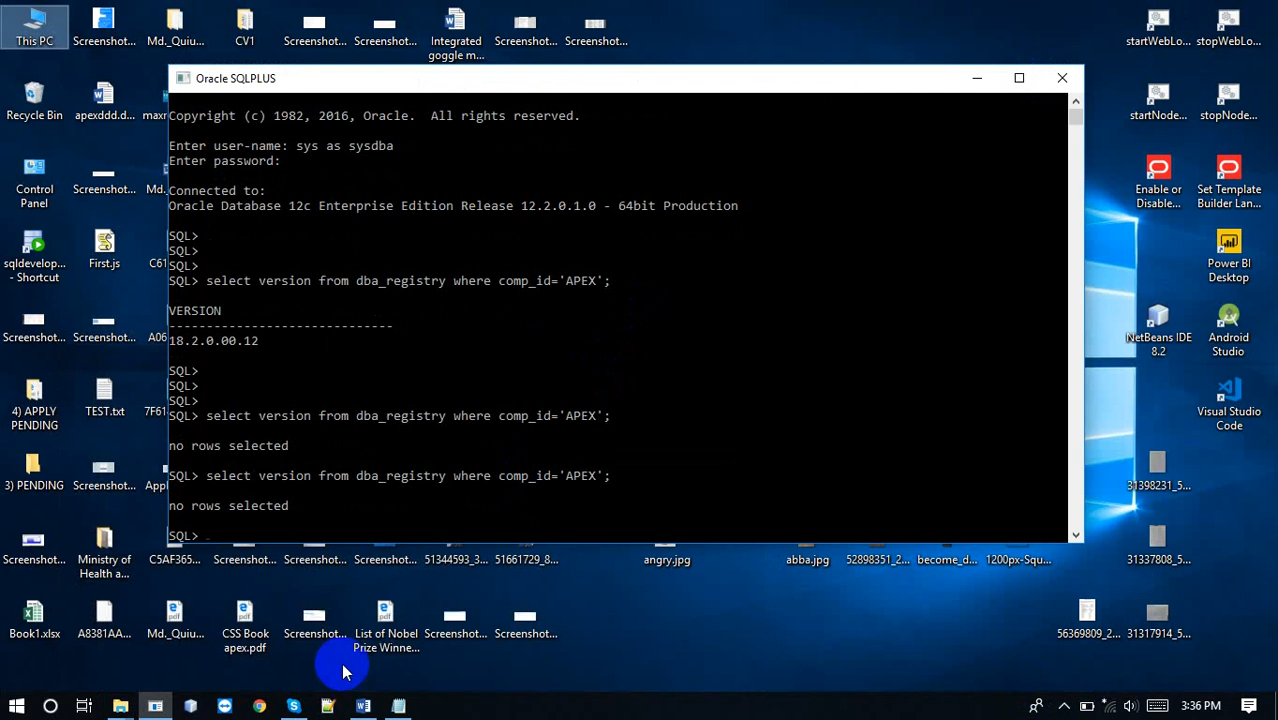 This PC
Screenshot...
Md._Quiu...
CV1
Screenshot...
Screenshot...
Integrated
goggle m...
Screenshot...
Screenshot...
startWebLo...
stopWebLo...
Oracle SQLPLUS
Recycle Bin
apexddd.d...
maxr
startNode...
stopNode...
Copyright (c) 1982, 2016, Oracle.  All rights reserved.
Enter user-name: sys as sysdba
Enter password:
Connected to:
Oracle Database 12c Enterprise Edition Release 12.2.0.1.0 - 64bit Production
SQL>
SQL>
SQL>
SQL> select version from dba_registry where comp_id='APEX';
VERSION
------------------------------
18.2.0.00.12
SQL>
SQL>
SQL>
SQL> select version from dba_registry where comp_id='APEX';
no rows selected
SQL> select version from dba_registry where comp_id='APEX';
no rows selected
SQL>
Control
Panel
Screenshot...
Md._
Enable or
Disable...
Set Template
Builder Lan...
sqldevelop...
- Shortcut
First.js
C61
Power BI
Desktop
Screenshot...
Screenshot...
A06
NetBeans IDE
8.2
Android
Studio
4) APPLY
PENDING
TEST.txt
7F61
Visual Studio
Code
3) PENDING
Screenshot...
Appl
31398231_5...
Screenshot...
Ministry of
Health a...
C5AF365...
Screenshot...
Screenshot...
51344593_3...
51661729_8...
angry.jpg
abba.jpg
52898351_2...
become_d...
1200px-Squ...
31337808_5...
Book1.xlsx
A8381AA...
Md._Quiu...
CSS Book
apex.pdf
Screenshot...
List of Nobel
Prize Winne...
Screenshot...
Screenshot...
56369809_2...
31317914_5...
3:36 PM